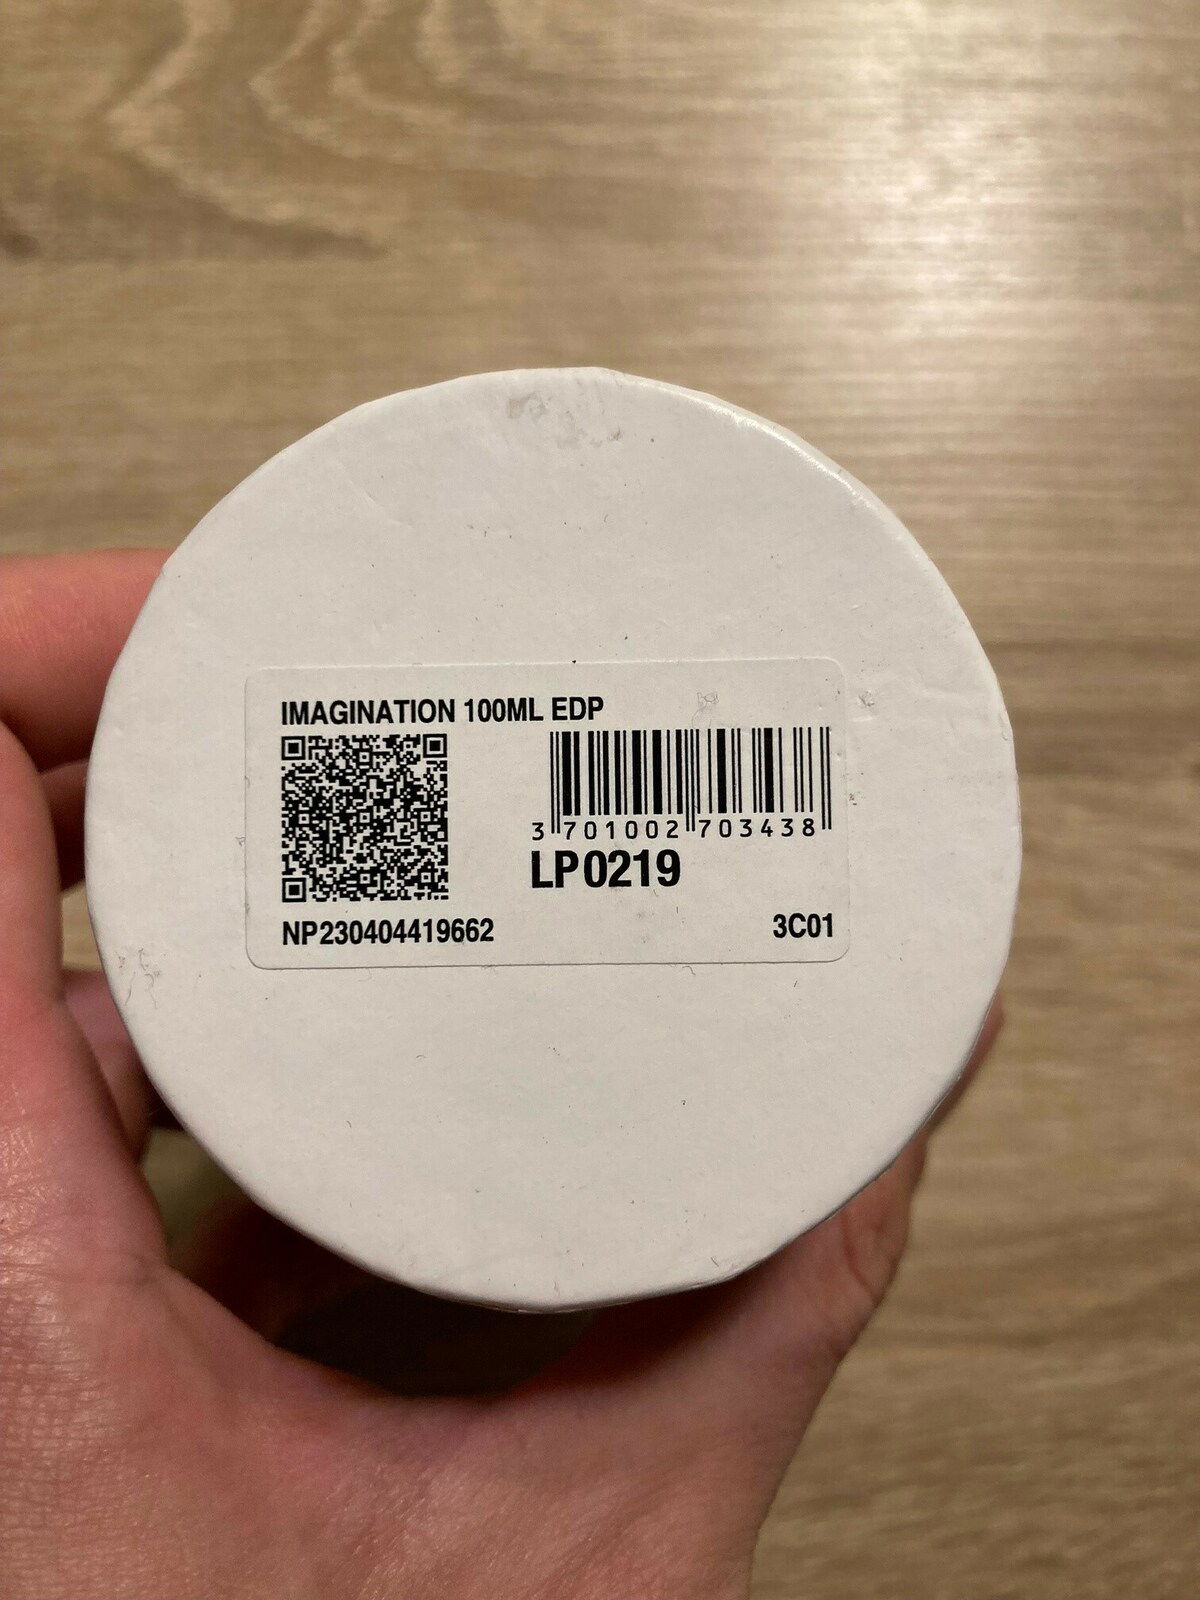 IMAGINATION 100ML EDP
3 701002 703438
LP0219
NP230404419662
3C01